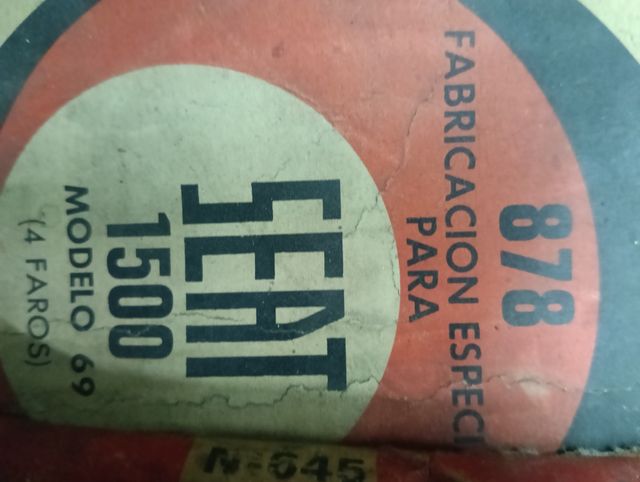 878
FABRICACION ESPECI
PARA
SEAT
1500
MODELO 69
(4 FAROS)
N-645